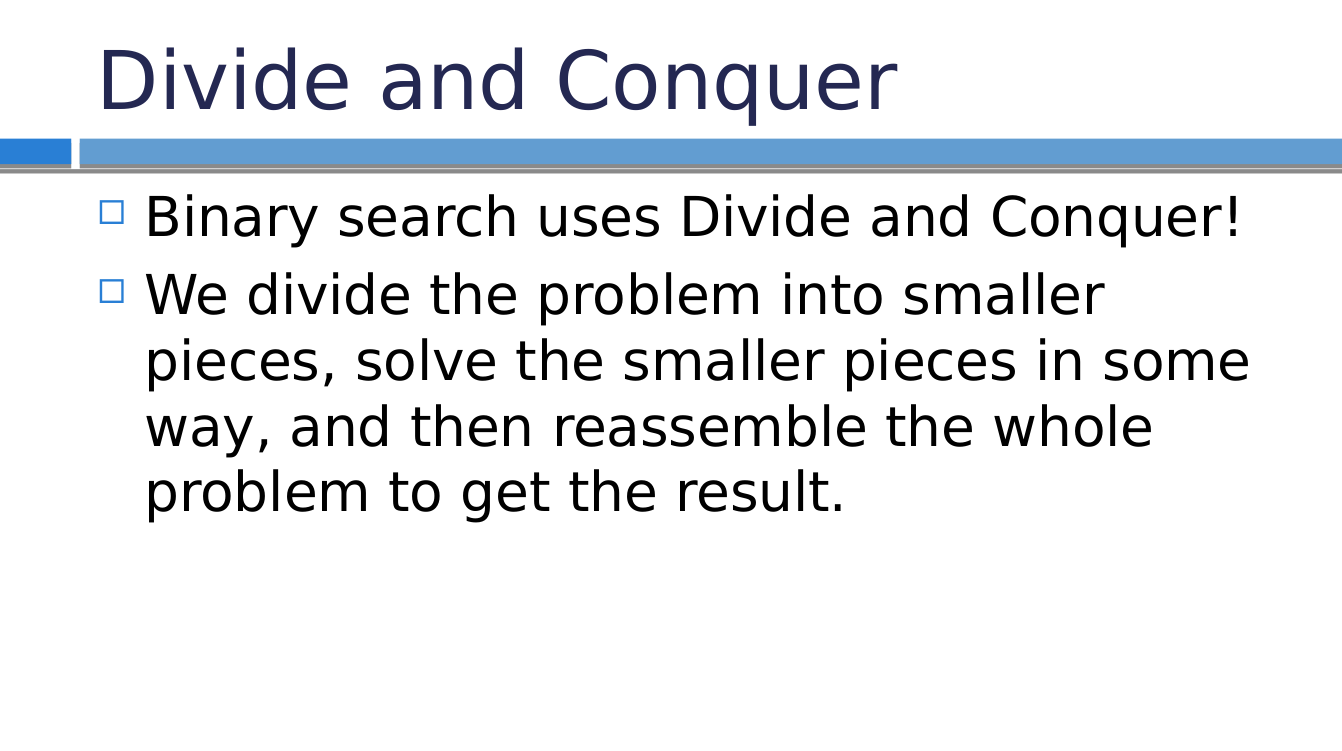 Divide and Conquer
Binary search uses Divide and Conquer!
We divide the problem into smaller
pieces, solve the smaller pieces in some
way, and then reassemble the whole
problem to get the result.